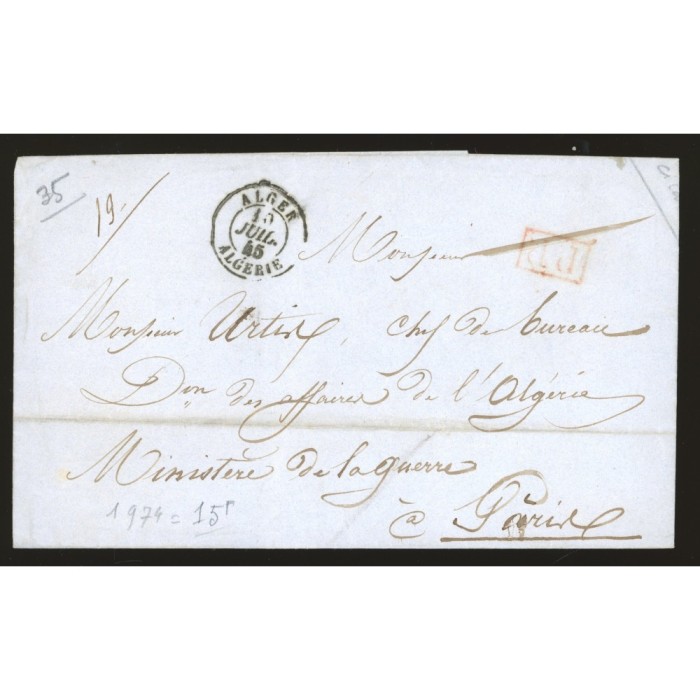 35
19
ALGER
15
JUIL.
45
ALGERIE
P.P.
Monsieur
Monsieur Urtis, chef de bureau
Don des affaires de l'Algérie
Ministère de la guerre
à Paris
1974 = 15F